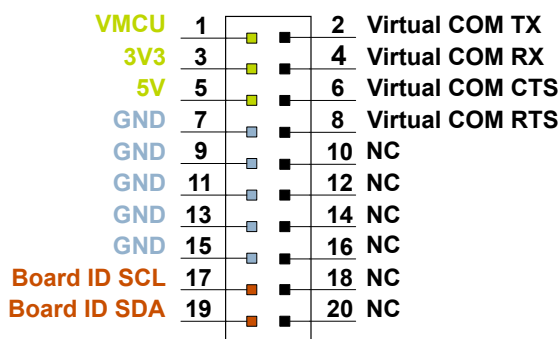 VMCU 1 2 Virtual COM TX
3V3 3 4 Virtual COM RX
5V 5 6 Virtual COM CTS
GND 7 8 Virtual COM RTS
GND 9 10 NC
GND 11 12 NC
GND 13 14 NC
GND 15 16 NC
Board ID SCL 17 18 NC
Board ID SDA 19 20 NC